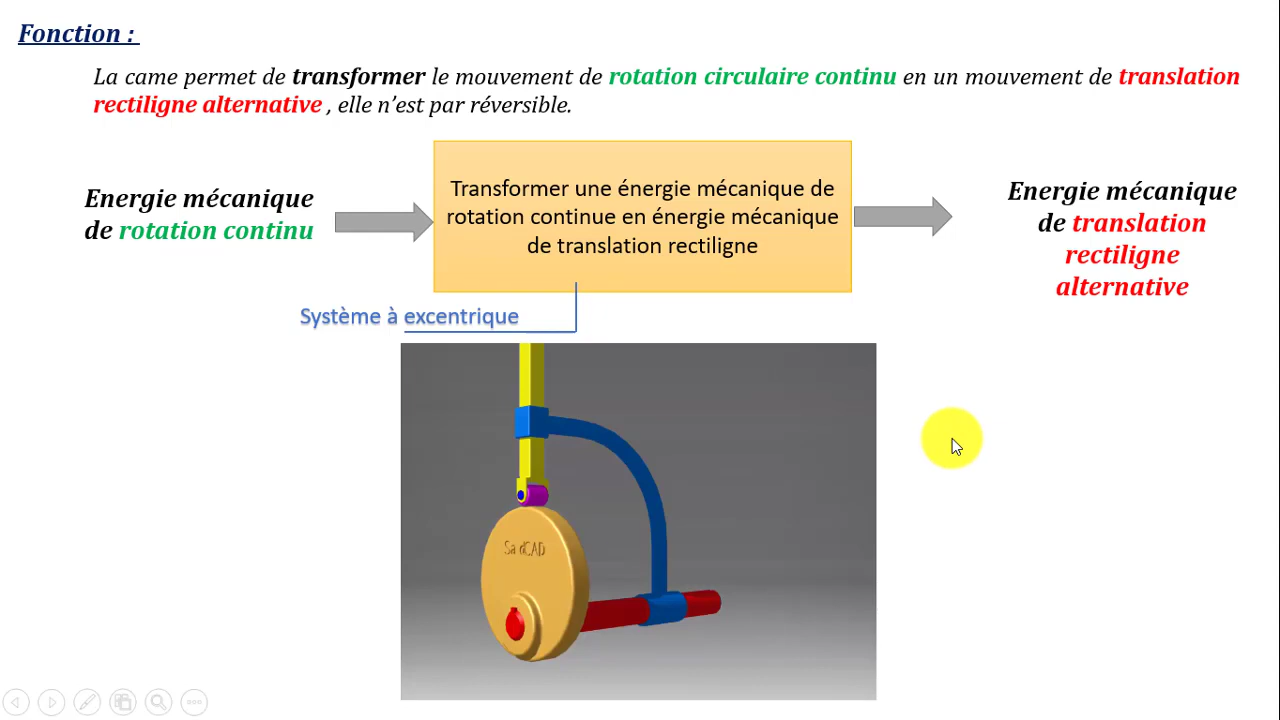 Fonction :
La came permet de transformer le mouvement de rotation circulaire continu en un mouvement de translation
rectiligne alternative , elle n'est par réversible.
Energie mécanique
de rotation continu
Transformer une énergie mécanique de
rotation continue en énergie mécanique
de translation rectiligne
Energie mécanique
de translation
rectiligne
alternative
Système à excentrique